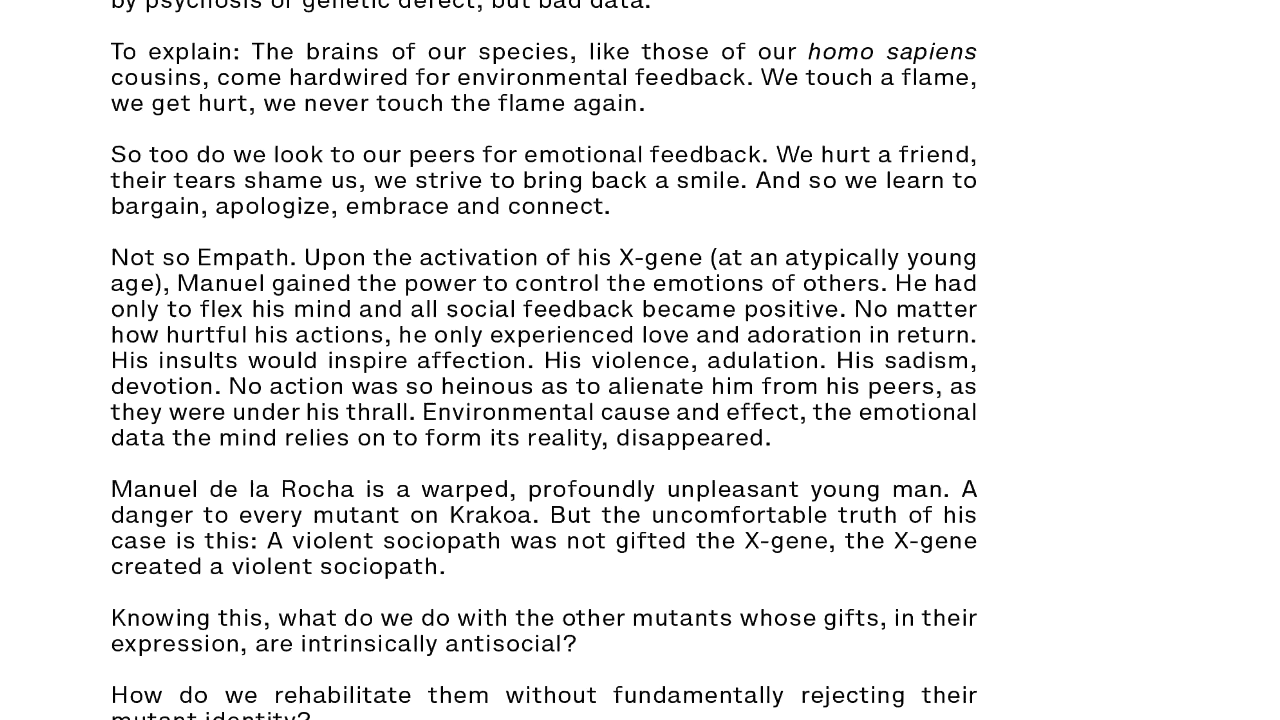 by psychosis or genetic defect, but bad data.
To explain: The brains of our species, like those of our homo sapiens
cousins, come hardwired for environmental feedback. We touch a flame,
we get hurt, we never touch the flame again.
So too do we look to our peers for emotional feedback. We hurt a friend,
their tears shame us, we strive to bring back a smile. And so we learn to
bargain, apologize, embrace and connect.
Not so Empath. Upon the activation of his X-gene (at an atypically young
age), Manuel gained the power to control the emotions of others. He had
only to flex his mind and all social feedback became positive. No matter
how hurtful his actions, he only experienced love and adoration in return.
His insults would inspire affection. His violence, adulation. His sadism,
devotion. No action was so heinous as to alienate him from his peers, as
they were under his thrall. Environmental cause and effect, the emotional
data the mind relies on to form its reality, disappeared.
Manuel de la Rocha is a warped, profoundly unpleasant young man. A
danger to every mutant on Krakoa. But the uncomfortable truth of his
case is this: A violent sociopath was not gifted the X-gene, the X-gene
created a violent sociopath.
Knowing this, what do we do with the other mutants whose gifts, in their
expression, are intrinsically antisocial?
How do we rehabilitate them without fundamentally rejecting their
mutant identity?